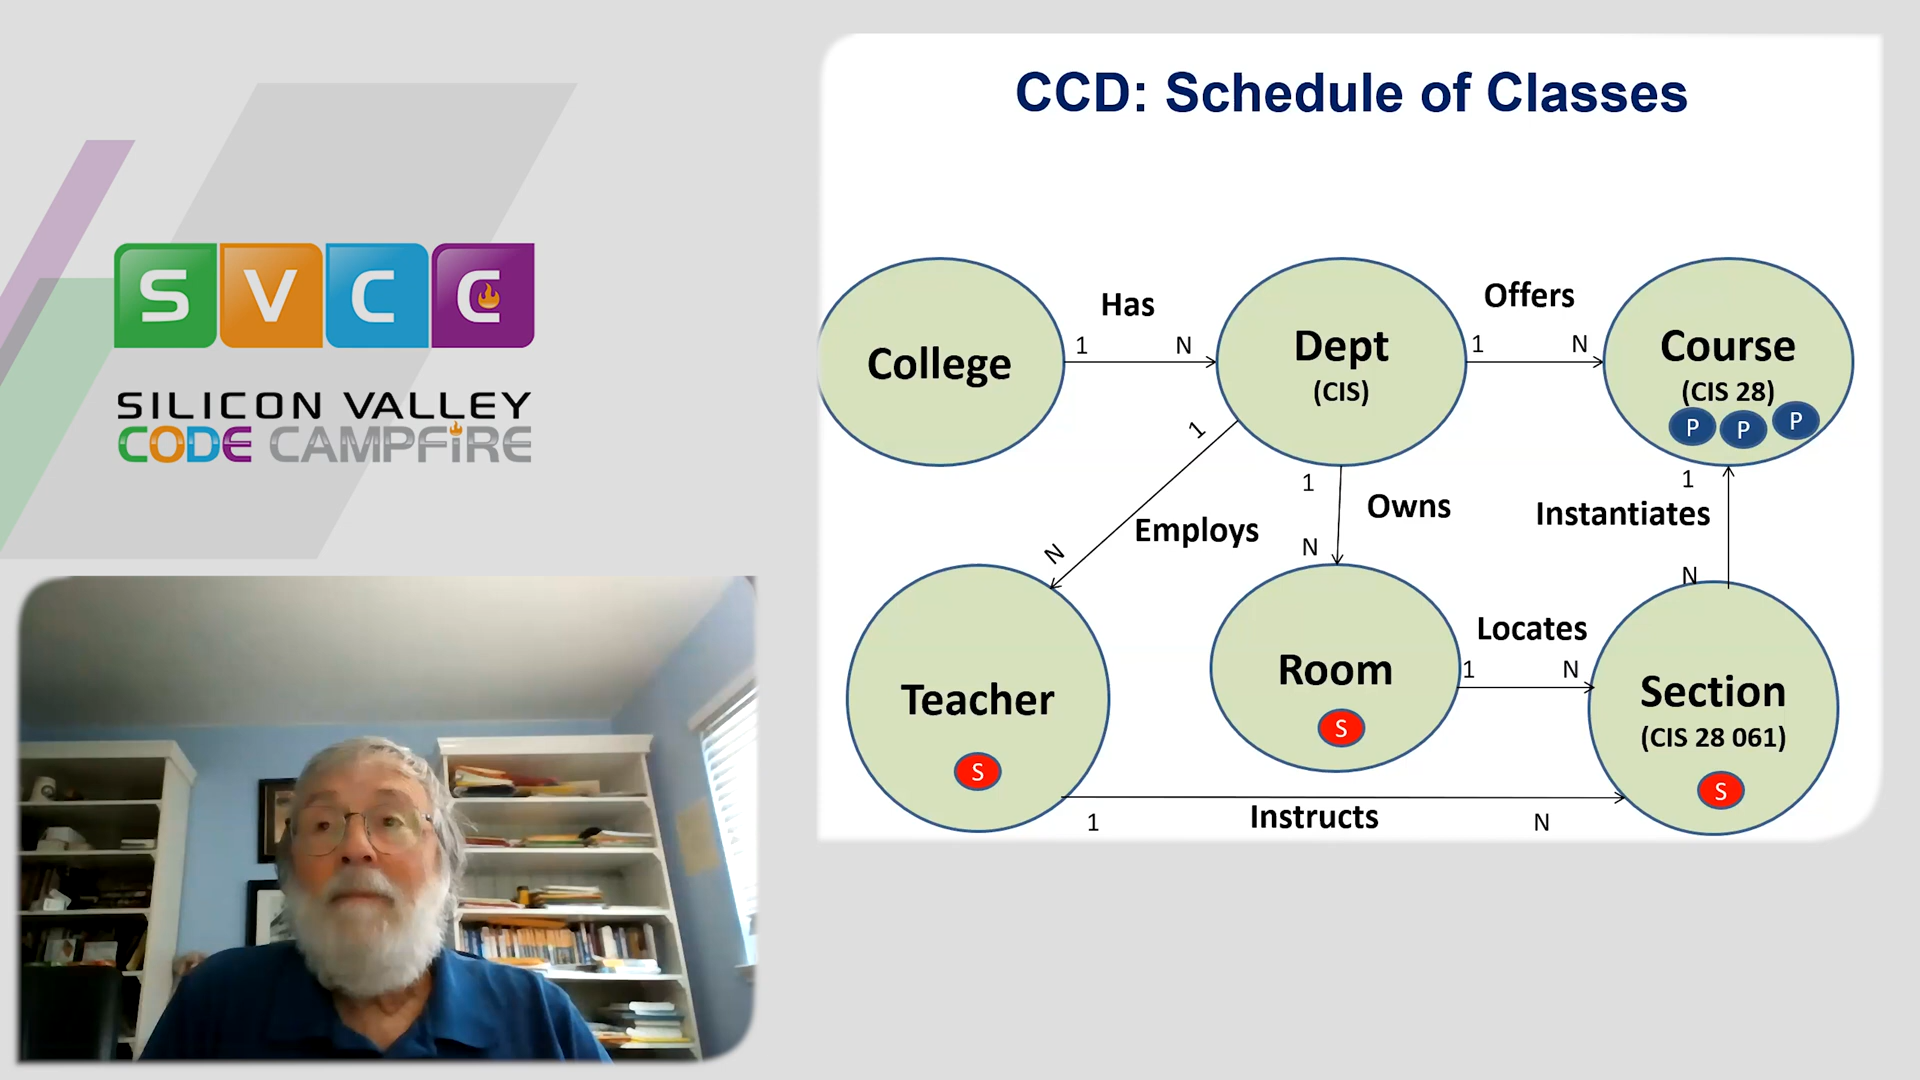 S V C C
SILICON VALLEY
CODE CAMPFIRE
CCD: Schedule of Classes
College
Has
1 N
Dept
(CIS)
Offers
1 N
Course
(CIS 28)
P P P
1
Employs
N
1
Owns
N
1
Instantiates
N
Teacher
S
Room
S
Locates
1 N
Section
(CIS 28 061)
S
1 Instructs N